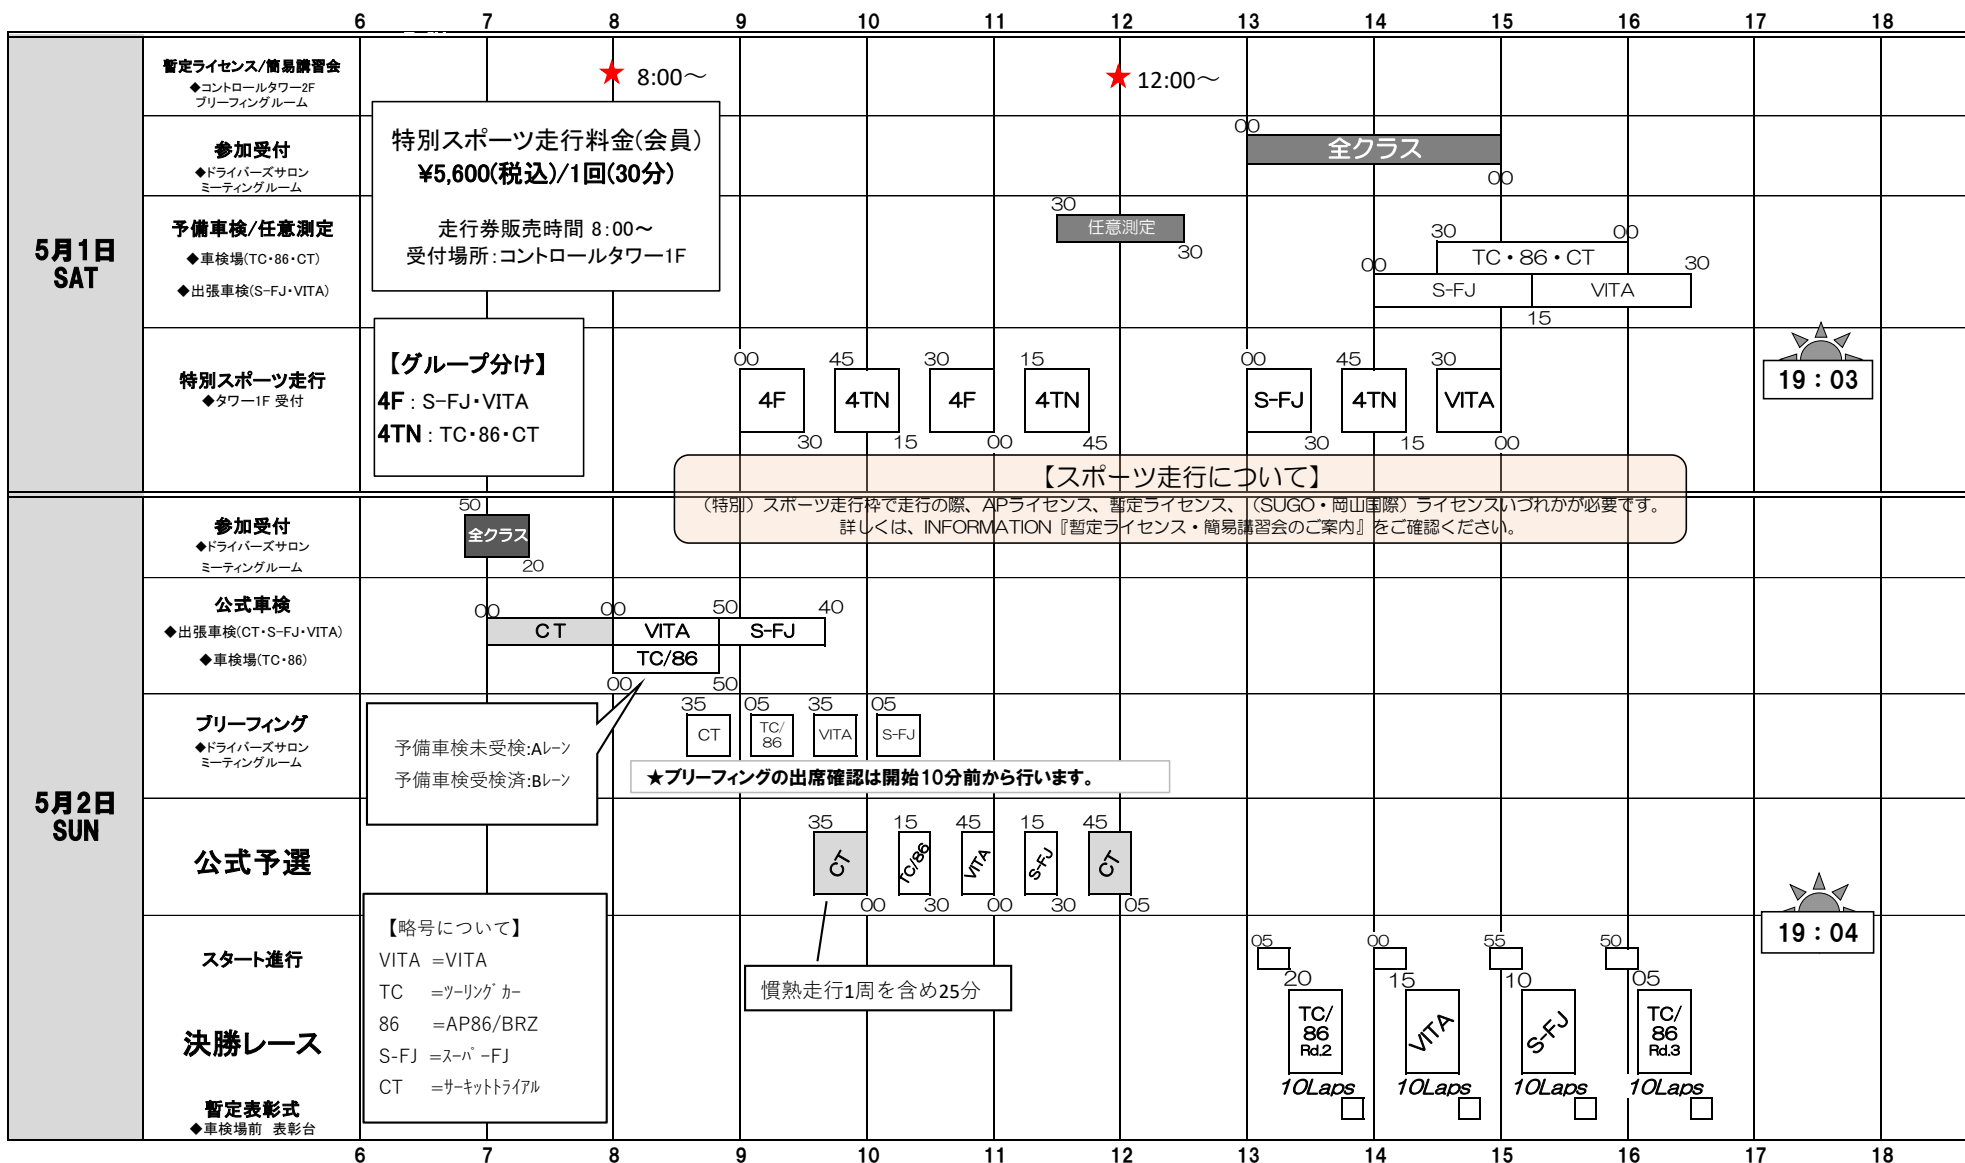 6 7 8 9 10 11 12 13 14 15 16 17 18
5月1日
SAT
暫定ライセンス/簡易講習会
◆コントロールタワー2F
ブリーフィングルーム
★ 8:00～
★ 12:00～
特別スポーツ走行料金(会員)
¥5,600(税込)/1回(30分)
走行券販売時間 8:00～
受付場所:コントロールタワー1F
参加受付
◆ドライバーズサロン
ミーティングルーム
00
全クラス
00
予備車検/任意測定
◆車検場(TC・86・CT)
◆出張車検(S-FJ・VITA)
30
任意測定
30
30 00
TC・86・CT
00 30
S-FJ VITA
15
【グループ分け】
4F : S-FJ・VITA
4TN : TC・86・CT
特別スポーツ走行
◆タワー1F 受付
00 45 30 15 00 45 30
4F 4TN 4F 4TN S-FJ 4TN VITA
30 15 00 45 30 15 00
19：03
【スポーツ走行について】
（特別）スポーツ走行枠で走行の際、APライセンス、暫定ライセンス、（SUGO・岡山国際）ライセンスいづれかが必要です。
詳しくは、INFORMATION『暫定ライセンス・簡易講習会のご案内』をご確認ください。
5月2日
SUN
参加受付
◆ドライバーズサロン
ミーティングルーム
50
全クラス
20
公式車検
◆出張車検(CT・S-FJ・VITA)
◆車検場(TC・86)
00 00 50 40
CT VITA S-FJ
TC/86
00 50
予備車検未受検:Aレーン
予備車検受検済:Bレーン
ブリーフィング
◆ドライバーズサロン
ミーティングルーム
35 05 35 05
CT TC/86 VITA S-FJ
★ブリーフィングの出席確認は開始10分前から行います。
公式予選
35 15 45 15 45
CT TC/86 VITA S-FJ CT
00 30 00 30 05
慣熟走行1周を含め25分
【略号について】
VITA =VITA
TC =ツーリングカー
86 =AP86/BRZ
S-FJ =スーパーFJ
CT =サーキットトライアル
19：04
スタート進行
05 00 55 50
決勝レース
20 15 10 05
TC/86 Rd.2 VITA S-FJ TC/86 Rd.3
10Laps 10Laps 10Laps 10Laps
暫定表彰式
◆車検場前 表彰台
6 7 8 9 10 11 12 13 14 15 16 17 18